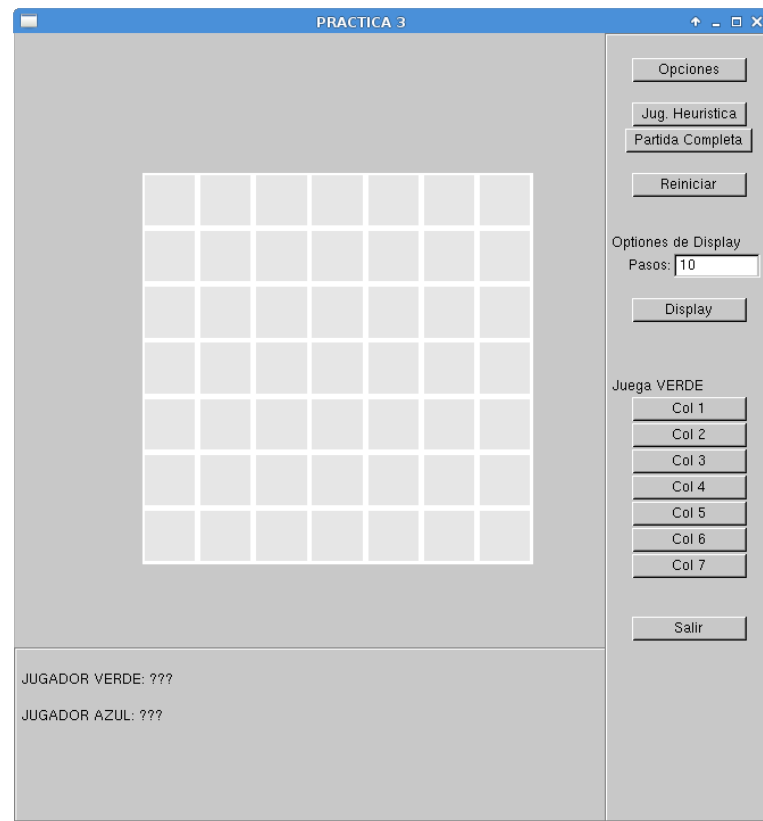 PRACTICA 3
Opciones
Jug. Heuristica
Partida Completa
Reiniciar
Optiones de Display
Pasos: 10
Display
Juega VERDE
Col 1
Col 2
Col 3
Col 4
Col 5
Col 6
Col 7
Salir
JUGADOR VERDE: ???
JUGADOR AZUL: ???